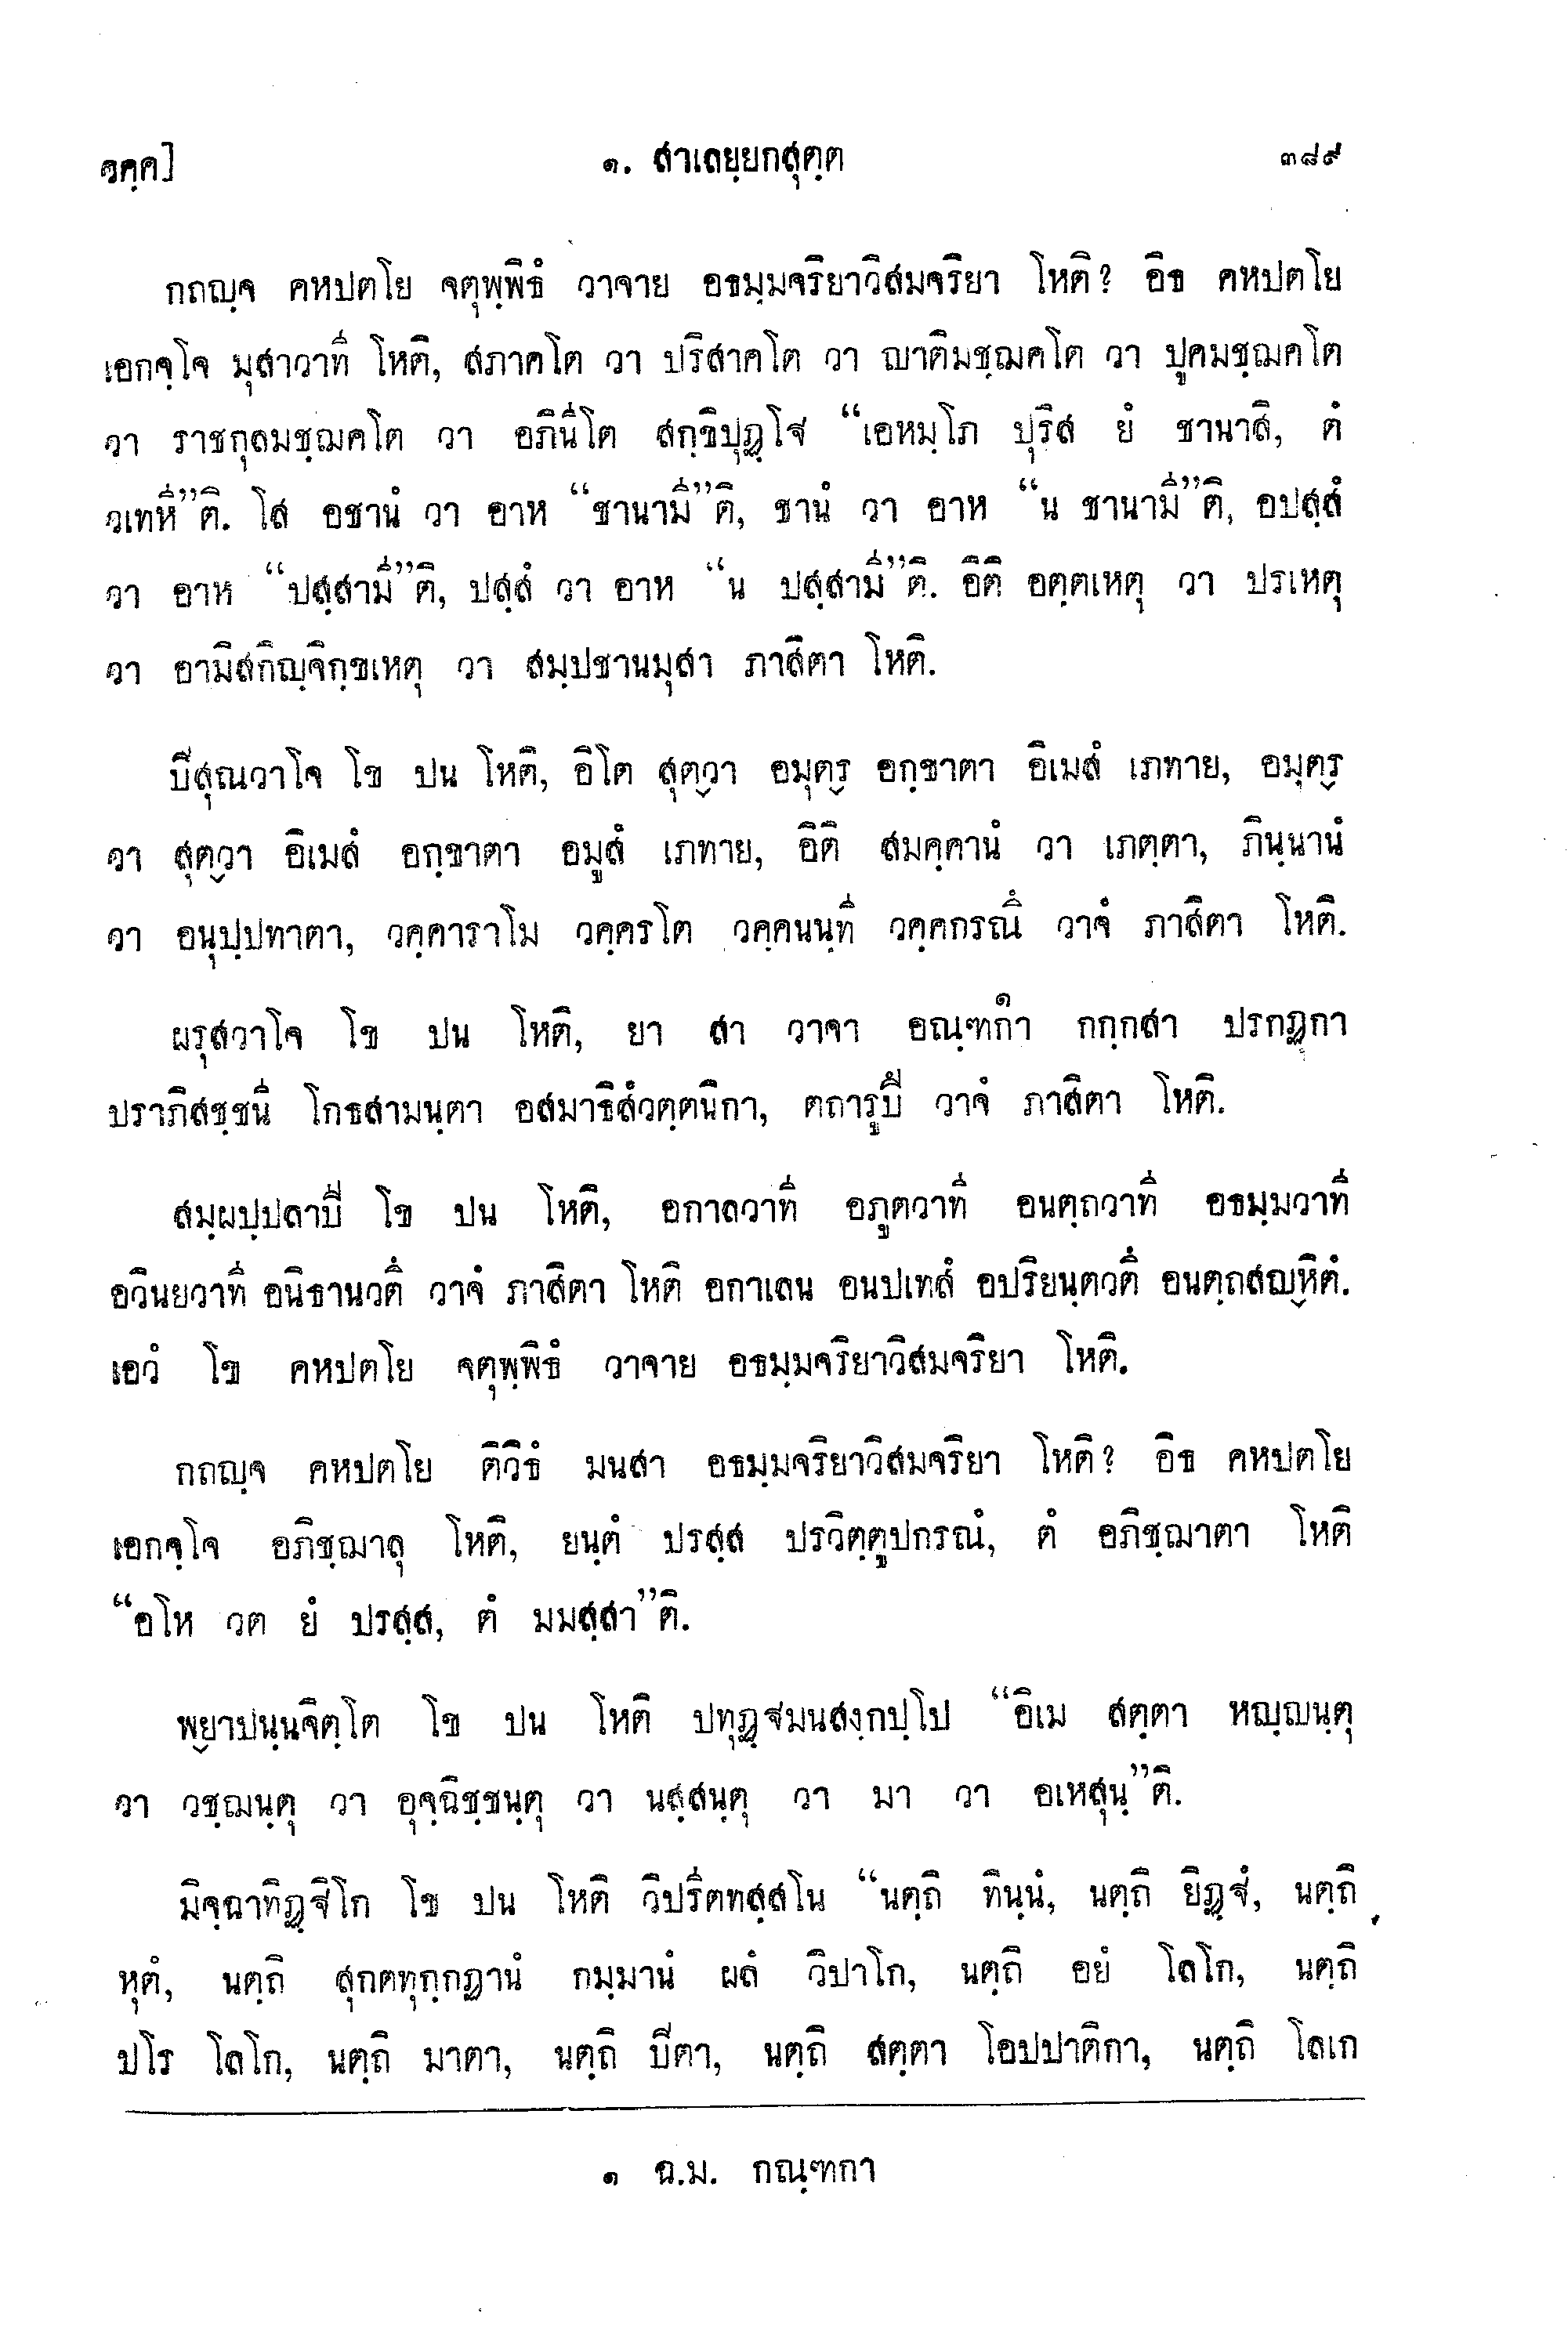 วคฺค]	๑. สาเลยฺยกสุตฺต	๓๘๙
กถญฺจ คหปตโย จตุพฺพิธํ วาจาย อธมฺมจริยาวิสมจริยา โหติ? อิธ คหปตโย
เอกจฺโจ มุสาวาที โหติ, สภาคโต วา ปริสาคโต วา ญาติมชฺฌคโต วา ปูคมชฺฌคโต
วา ราชกุลมชฺฌคโต วา อภินีโต สกฺขิปุฏฺโฐ “เอหมฺโภ ปุริส ยํ ชานาสิ, ตํ
วเทหี”ติ. โส อชานํ วา อาห “ชานามี”ติ, ชานํ วา อาห “น ชานามี”ติ, อปสฺสํ
วา อาห “ปสฺสามี”ติ, ปสฺสํ วา อาห “น ปสฺสามี”ติ. อิติ อตฺตเหตุ วา ปรเหตุ
วา อามิสกิญฺจิกฺขเหตุ วา สมฺปชานมุสา ภาสิตา โหติ.
ปิสุณวาโจ โข ปน โหติ, อิโต สุตฺวา อมุตฺร อกฺขาตา อิเมสํ เภทาย, อมุตฺร
วา สุตฺวา อิเมสํ อกฺขาตา อมูสํ เภทาย, อิติ สมคฺคานํ วา เภตฺตา, ภินฺนานํ
วา อนุปฺปทาตา, วคฺคาราโม วคฺครโต วคฺคนนฺที วคฺคกรณึ วาจํ ภาสิตา โหติ.
ผรุสวาโจ โข ปน โหติ, ยา สา วาจา อณฺฑกา๑ กกฺกสา ปรกฏุกา
ปราภิสชฺชนี โกธสามนฺตา อสมาธิสํวตฺตนิกา, ตถารูปึ วาจํ ภาสิตา โหติ.
สมฺผปฺปลาปี โข ปน โหติ, อกาลวาที อภูตวาที อนตฺถวาที อธมฺมวาที
อวินยวาที อนิธานวตึ วาจํ ภาสิตา โหติ อกาเลน อนปเทสํ อปริยนฺตวตึ อนตฺถสญฺหิตํ.
เอวํ โข คหปตโย จตุพฺพิธํ วาจาย อธมฺมจริยาวิสมจริยา โหติ.
กถญฺจ คหปตโย ติวิธํ มนสา อธมฺมจริยาวิสมจริยา โหติ? อิธ คหปตโย
เอกจฺโจ อภิชฺฌาลุ โหติ, ยนฺตํ ปรสฺส ปรวิตฺตูปกรณํ, ตํ อภิชฺฌาตา โหติ
“อโห วต ยํ ปรสฺส, ตํ มมสฺสา”ติ.
พฺยาปนฺนจิตฺโต โข ปน โหติ ปทุฏฺฐมนสงฺกปฺโป “อิเม สตฺตา หญฺญนฺตุ
วา วชฺฌนฺตุ วา อุจฺฉิชฺชนฺตุ วา นสฺสนฺตุ วา มา วา อเหสุนฺ”ติ.
มิจฺฉาทิฏฺฐิโก โข ปน โหติ วิปรีตทสฺสโน “นตฺถิ ทินฺนํ, นตฺถิ ยิฏฺฐํ, นตฺถิ
หุตํ, นตฺถิ สุกตทุกฺกฏานํ กมฺมานํ ผลํ วิปาโก, นตฺถิ อยํ โลโก, นตฺถิ
ปโร โลโก, นตฺถิ มาตา, นตฺถิ ปิตา, นตฺถิ สตฺตา โอปปาติกา, นตฺถิ โลเก
๑ ฉ.ม. กณฺฑกา